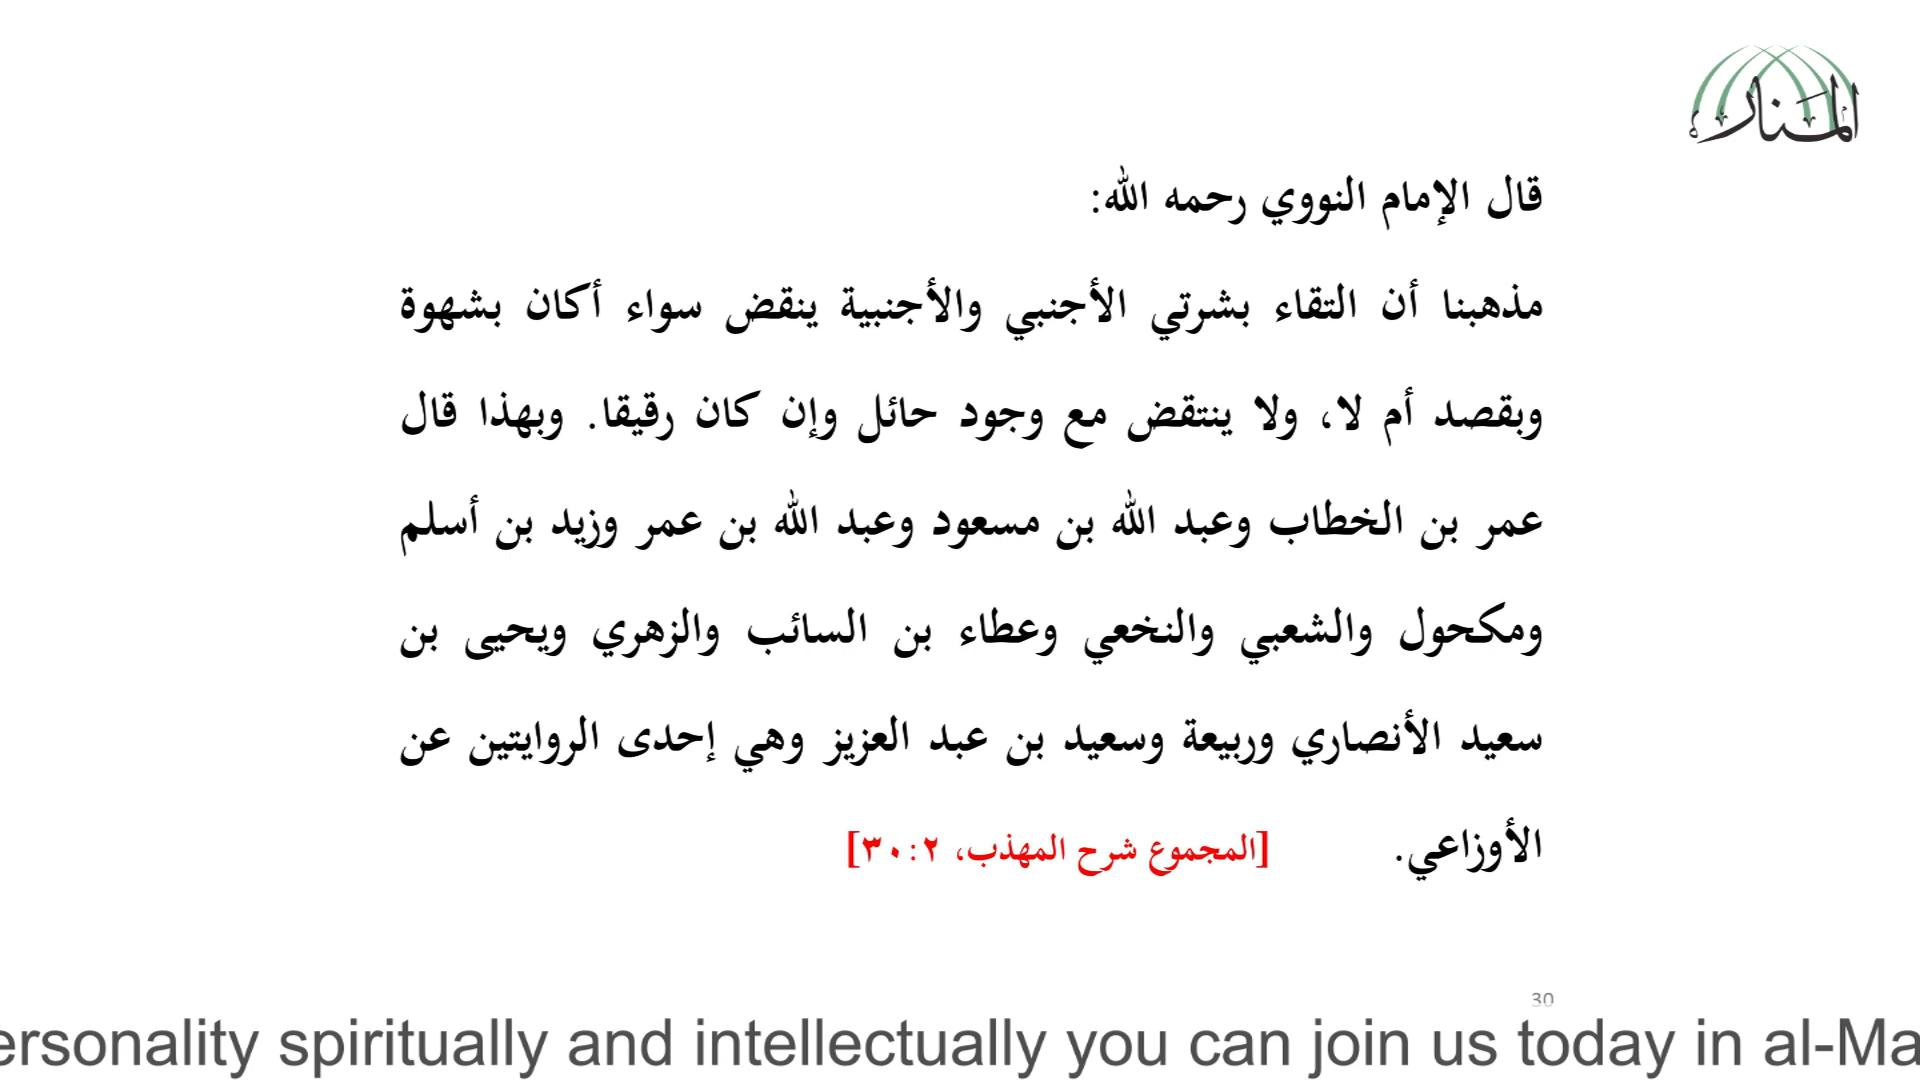 المنار
قال الإمام النووي رحمه الله:
مذهبنا أن التقاء بشرتي الأجنبي والأجنبية ينقض سواء أكان بشهوة
وبقصد أم لا، ولا ينتقض مع وجود حائل وإن كان رقيقا. وبهذا قال
عمر بن الخطاب وعبد الله بن مسعود وعبد الله بن عمر وزيد بن أسلم
ومكحول والشعبي والنخعي وعطاء بن السائب والزهري ويحيى بن
سعيد الأنصاري وربيعة وسعيد بن عبد العزيز وهي إحدى الروايتين عن
الأوزاعي. [المجموع شرح المهذب، ٣٠:٢]
30
ersonality spiritually and intellectually you can join us today in al-Ma